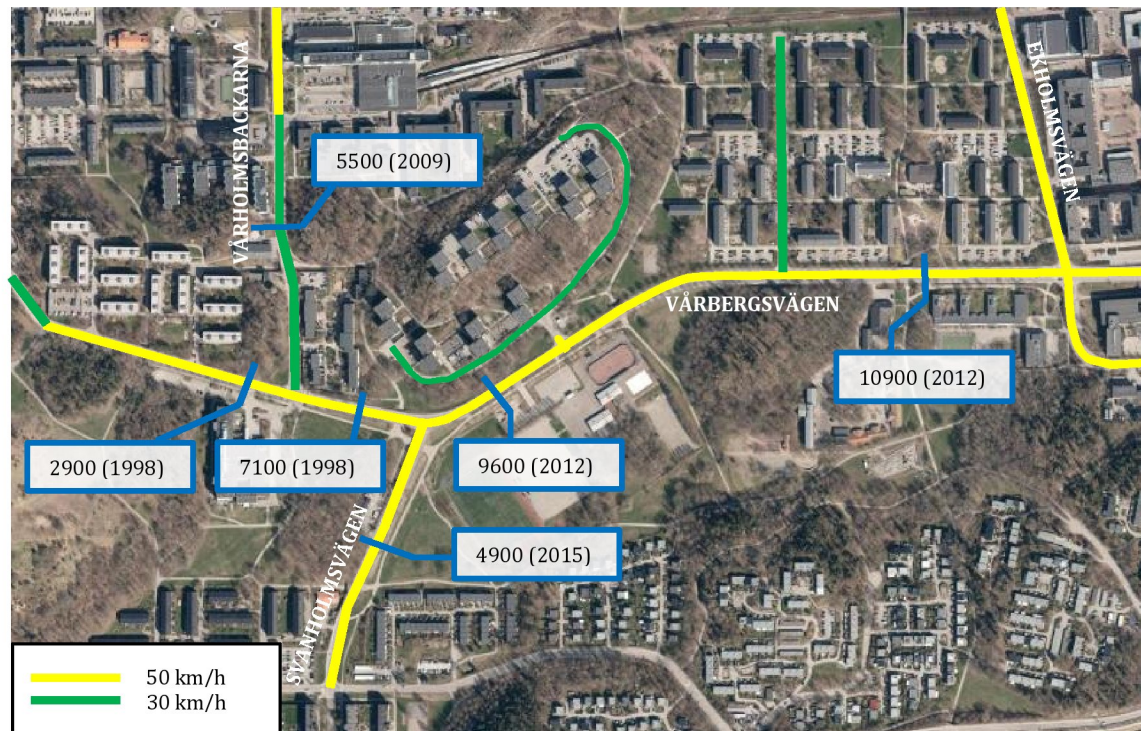 VÅRHOLMSBACKARNA
EKHOLMSVÄGEN
5500 (2009)
VÅRBERGSVÄGEN
10900 (2012)
2900 (1998)
7100 (1998)
9600 (2012)
4900 (2015)
SVANHOLMSVÄGEN
50 km/h
30 km/h